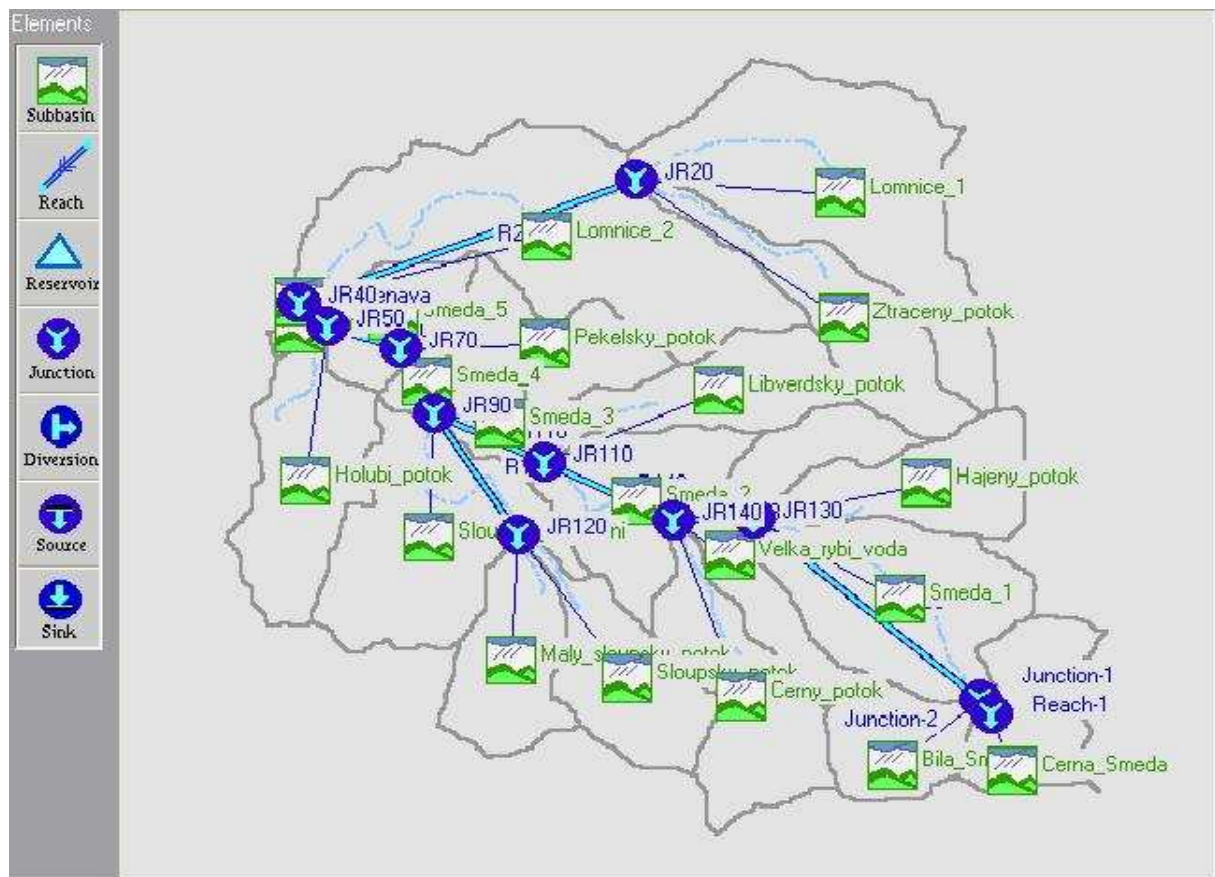 Elements
Subbasin
Reach
Reservoir
Junction
Diversion
Source
Sink
JR20
Lomnice_1
Lomnice_2
Ztraceny_potok
JR40
JR50
Smeda_5
JR70
Pekelsky_potok
Smeda_4
Libverdsky_potok
JR90
Smeda_3
JR110
Holubi_potok
Hajeny_potok
Smeda_2
JR140
JR130
JR120
Velka_rybi_voda
Smeda_1
Maly_sloupsky_potok
Sloupsky_potok
Cerny_potok
Junction-1
Reach-1
Junction-2
Cerna_Smeda